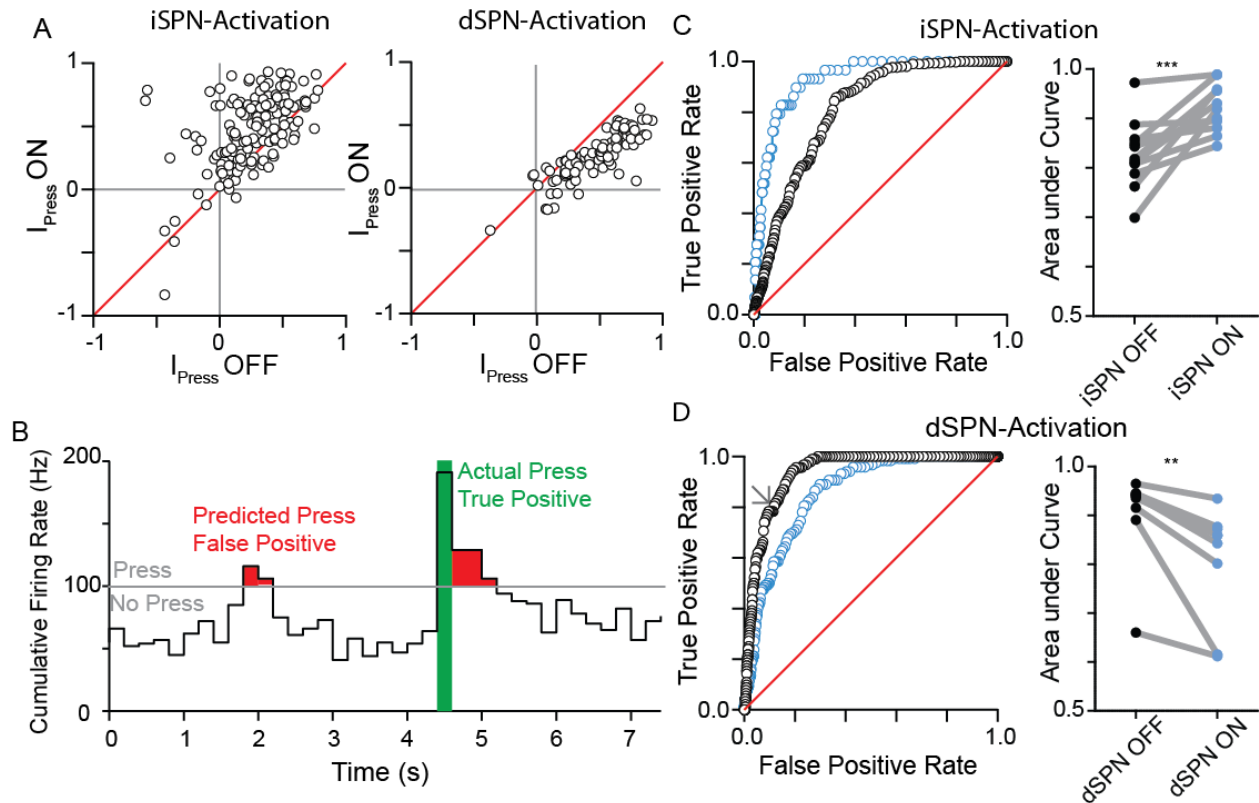 A
iSPN-Activation
dSPN-Activation
1
0
-1
I Press ON
-1
0
1
I Press OFF
1
0
-1
I Press ON
-1
0
1
I Press OFF
B
200
100
0
Cumulative Firing Rate (Hz)
Press
No Press
Predicted Press
False Positive
Actual Press
True Positive
0
1
2
3
4
5
6
7
Time (s)
C
iSPN-Activation
1.0
0.0
True Positive Rate
0.0
1.0
False Positive Rate
1.0
0.5
Area under Curve
***
iSPN OFF
iSPN ON
D
dSPN-Activation
1.0
0.0
True Positive Rate
0.0
1.0
False Positive Rate
1.0
0.5
Area under Curve
**
dSPN OFF
dSPN ON